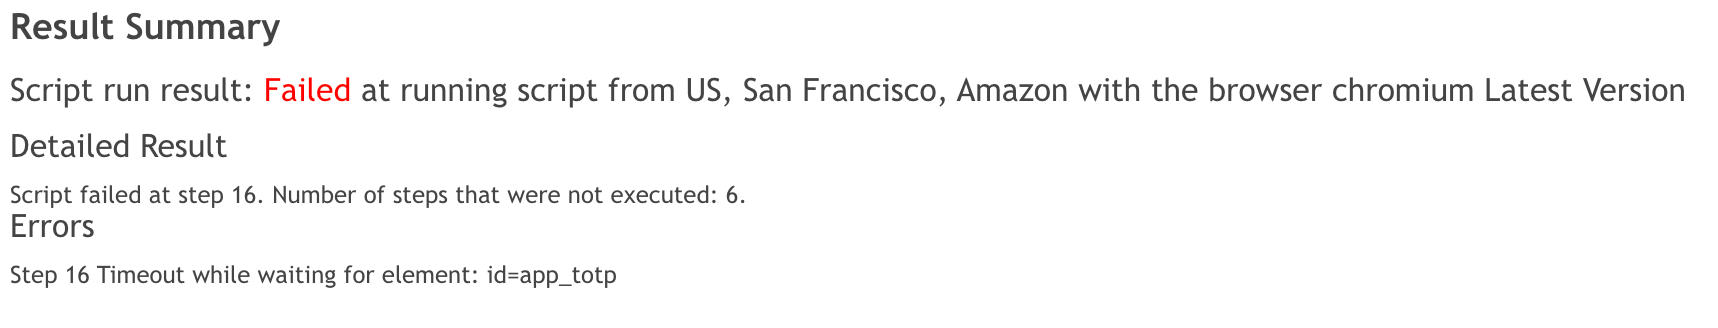 Result Summary
Script run result: Failed at running script from US, San Francisco, Amazon with the browser chromium Latest Version
Detailed Result
Script failed at step 16. Number of steps that were not executed: 6.
Errors
Step 16 Timeout while waiting for element: id=app_totp